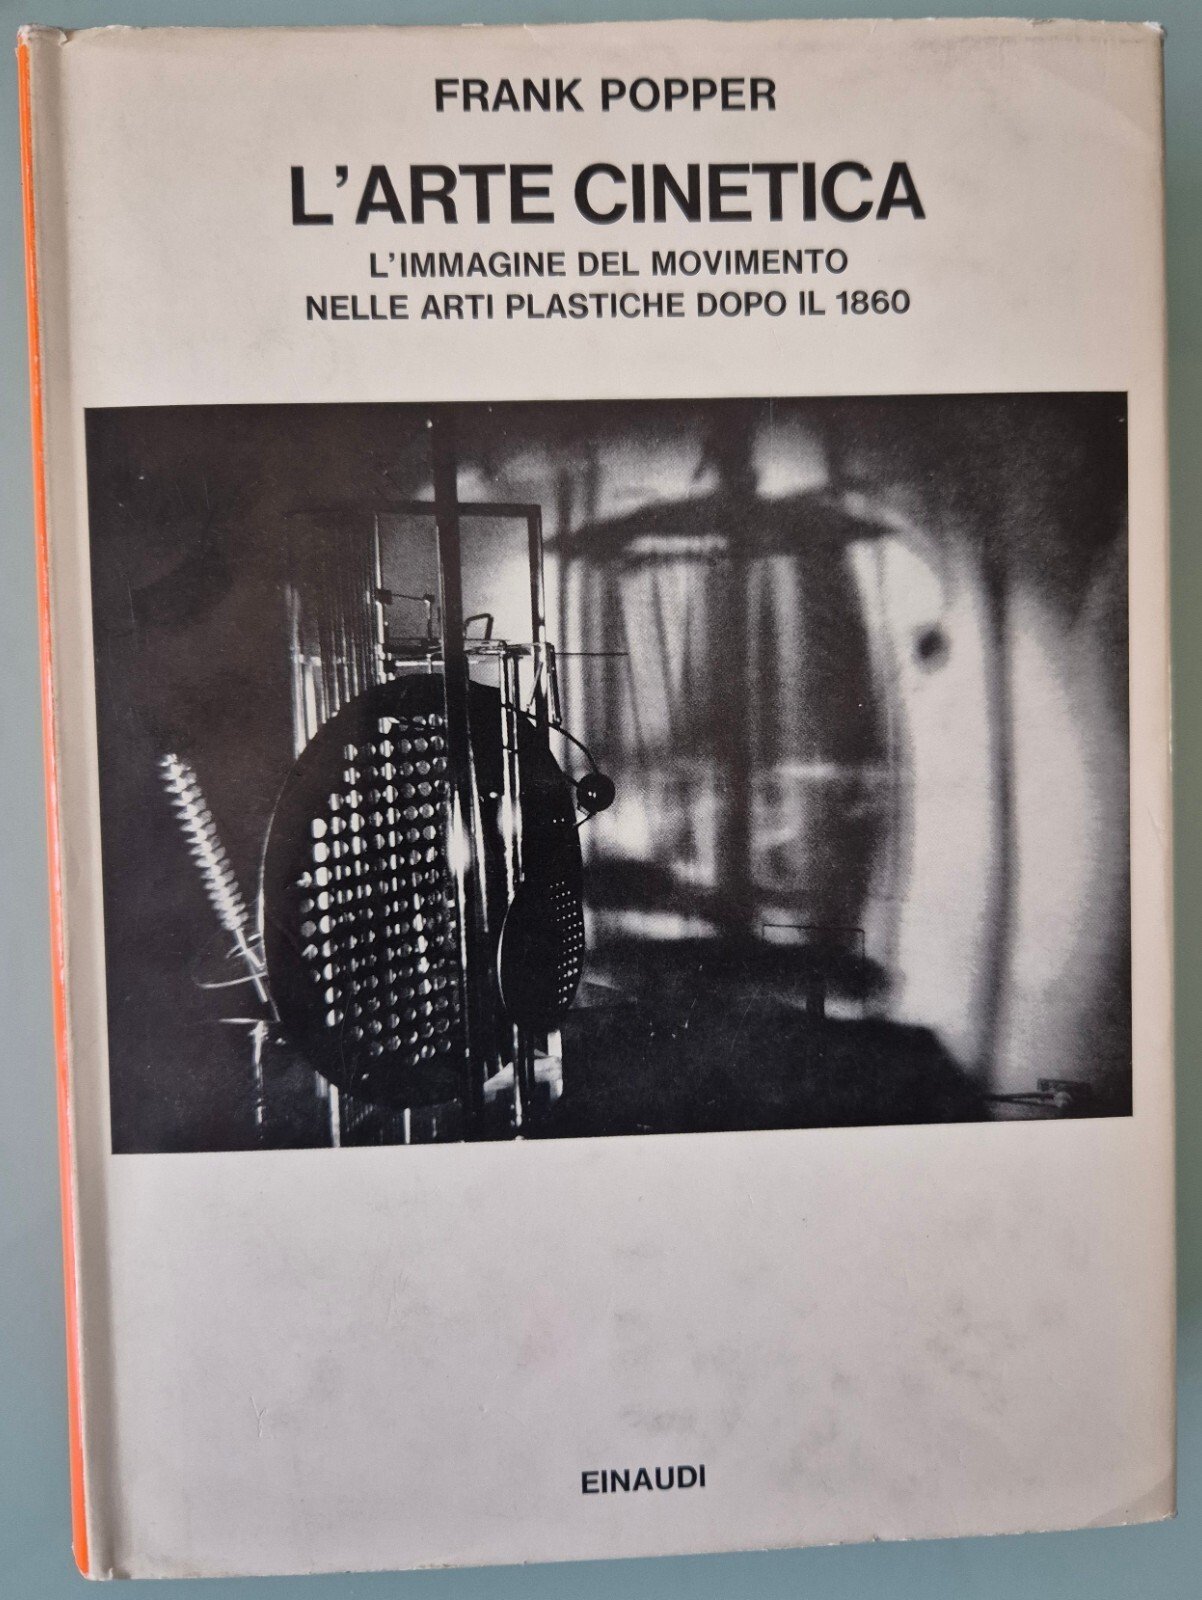 FRANK POPPER
L'ARTE CINETICA
L'IMMAGINE DEL MOVIMENTO
NELLE ARTI PLASTICHE DOPO IL 1860
EINAUDI